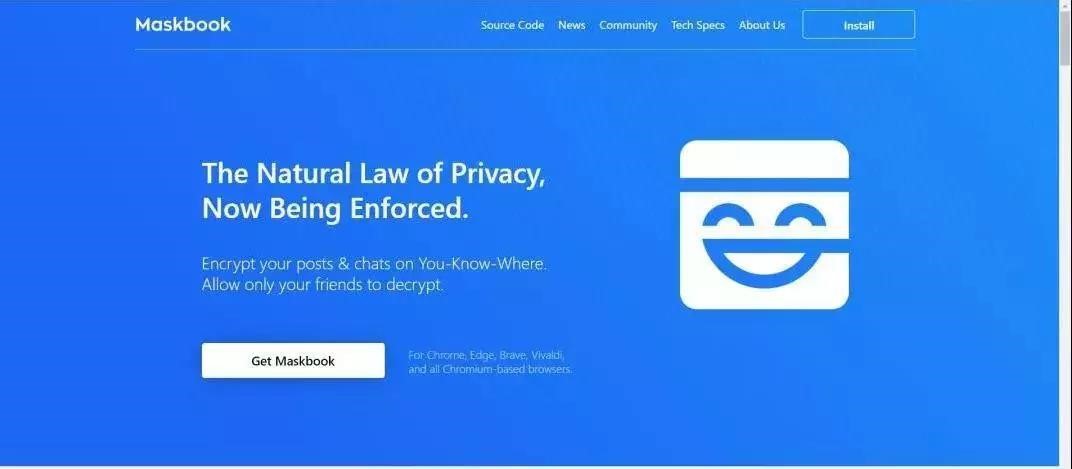 Maskbook
Source Code News Community Tech Specs About Us Install
The Natural Law of Privacy,
Now Being Enforced.
Encrypt your posts & chats on You-Know-Where.
Allow only your friends to decrypt.
Get Maskbook
For Chrome, Edge, Brave, Vivaldi,
and all Chromium-based browsers.